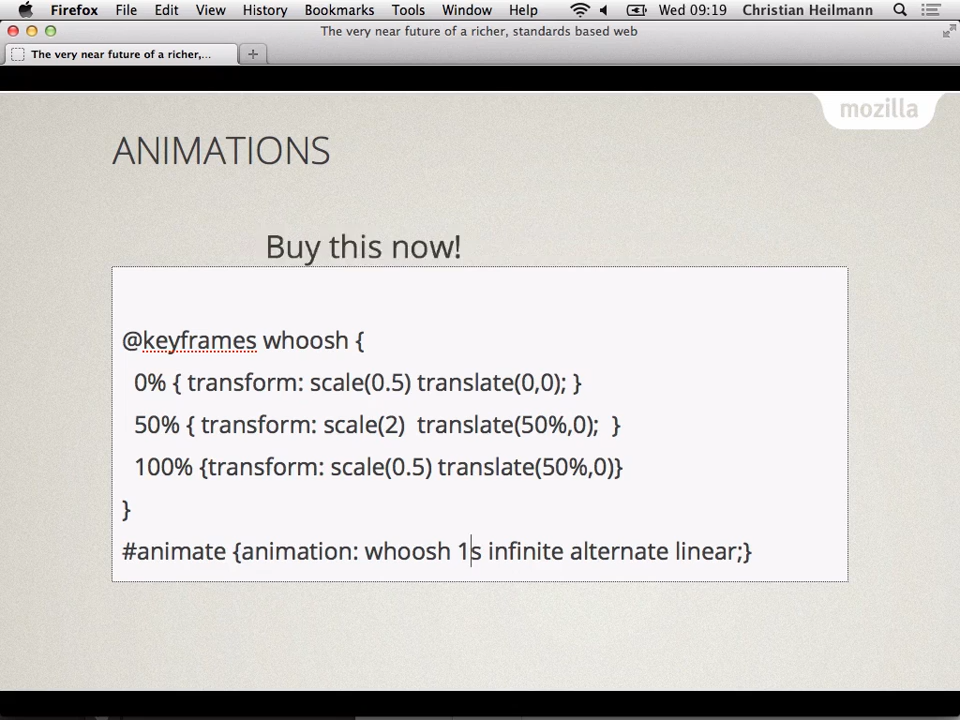 Firefox File Edit View History Bookmarks Tools Window Help Wed 09:19 Christian Heilmann
The very near future of a richer, standards based web
The very near future of a richer,...
mozilla
ANIMATIONS
Buy this now!
@keyframes whoosh {
0% { transform: scale(0.5) translate(0,0); }
50% { transform: scale(2)  translate(50%,0);  }
100% {transform: scale(0.5) translate(50%,0)}
}
#animate {animation: whoosh 1s infinite alternate linear;}